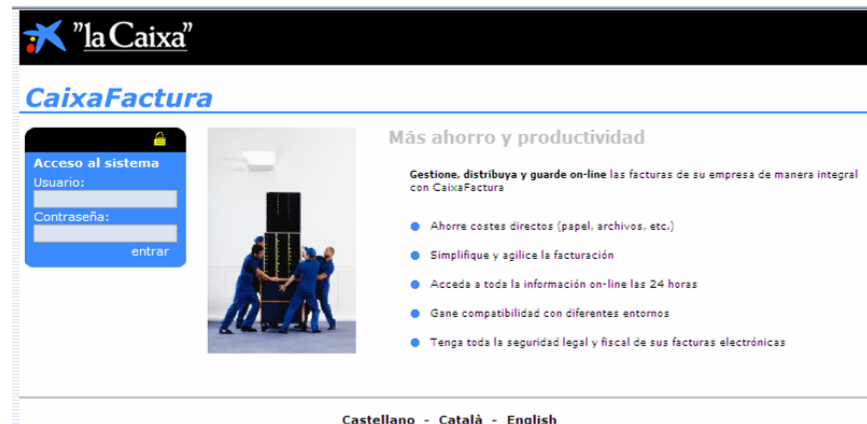 "la Caixa"
CaixaFactura
Acceso al sistema
Usuario:
Contraseña:
entrar
Más ahorro y productividad
Gestione, distribuya y guarde on-line las facturas de su empresa de manera integral
con CaixaFactura
Ahorre costes directos (papel, archivos, etc.)
Simplifique y agilice la facturación
Acceda a toda la información on-line las 24 horas
Gane compatibilidad con diferentes entornos
Tenga toda la seguridad legal y fiscal de sus facturas electrónicas
Castellano - Català - English